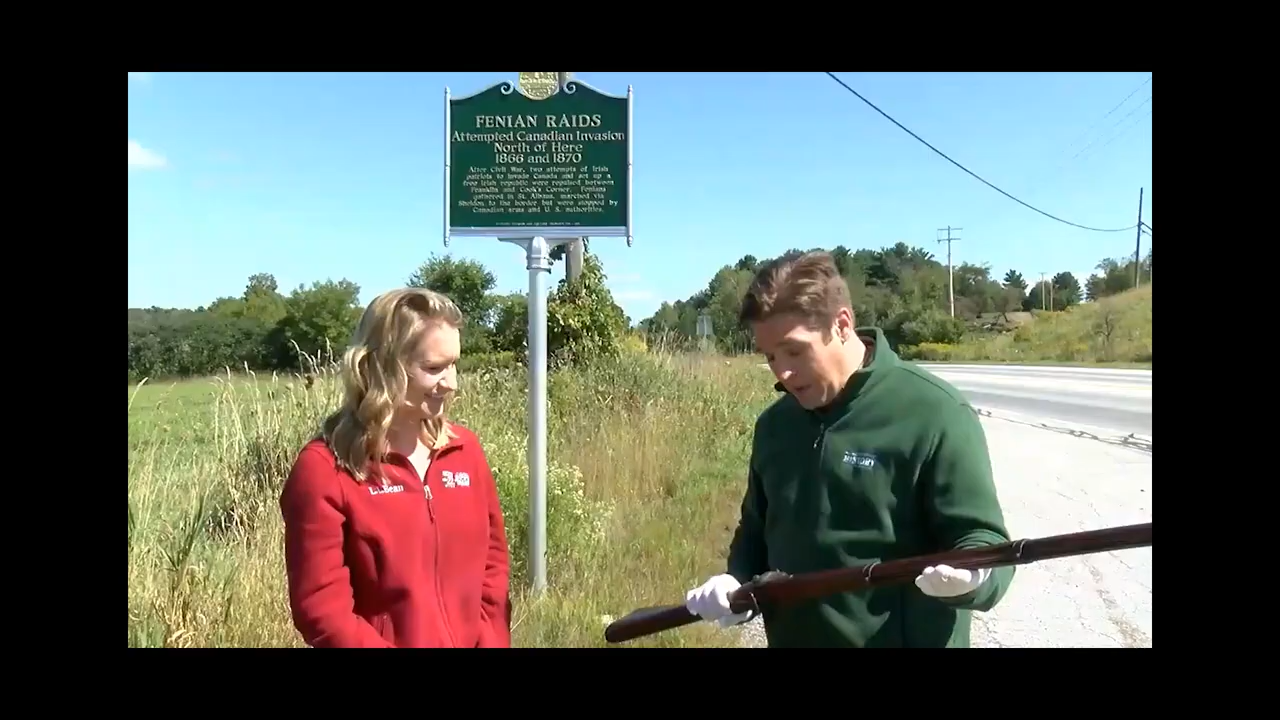 FENIAN RAIDS
Attempted Canadian Invasion
North of Here
1866 and 1870
After Civil War, two attempts of Irish
patriots to invade Canada and set up a
free Irish republic were repulsed between
Franklin and Cook's Corner. Fenians
gathered in St. Albans, marched via
Sheldon to the border but were stopped by
Canadian arms and U.S. authorities.
L.L.Bean
HISTORY